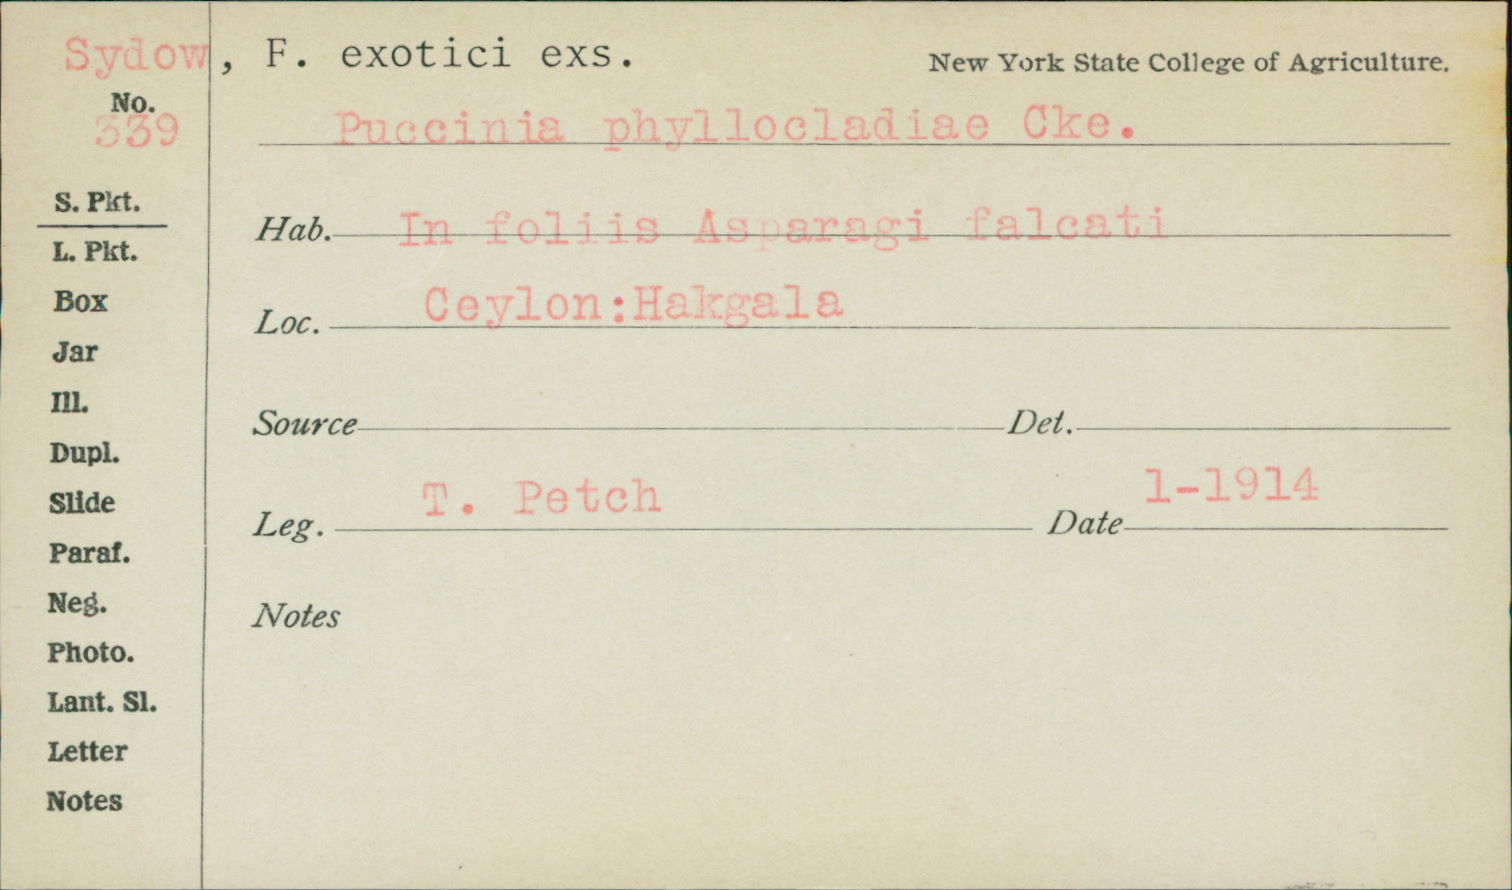 Sydow, F. exotici exs.
New York State College of Agriculture.
No.
339
Puccinia phyllocladiae Cke.
S. Pkt.
Hab. In foliis Asparagi falcati
L. Pkt.
Box
Loc. Ceylon:Hakgala
Jar
Ill.
Source Det.
Dupl.
Slide
Leg. T. Petch Date 1-1914
Paraf.
Neg.
Notes
Photo.
Lant. Sl.
Letter
Notes